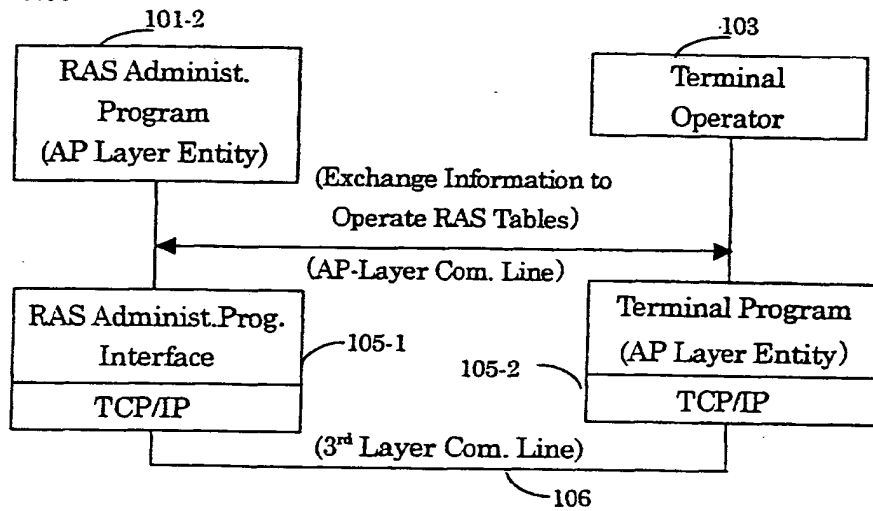 101-2
RAS Administ.
Program
(AP Layer Entity)
103
Terminal
Operator
(Exchange Information to
Operate RAS Tables)
(AP-Layer Com. Line)
RAS Administ.Prog.
Interface
TCP/IP
105-1
Terminal Program
(AP Layer Entity)
TCP/IP
105-2
(3rd Layer Com. Line)
106